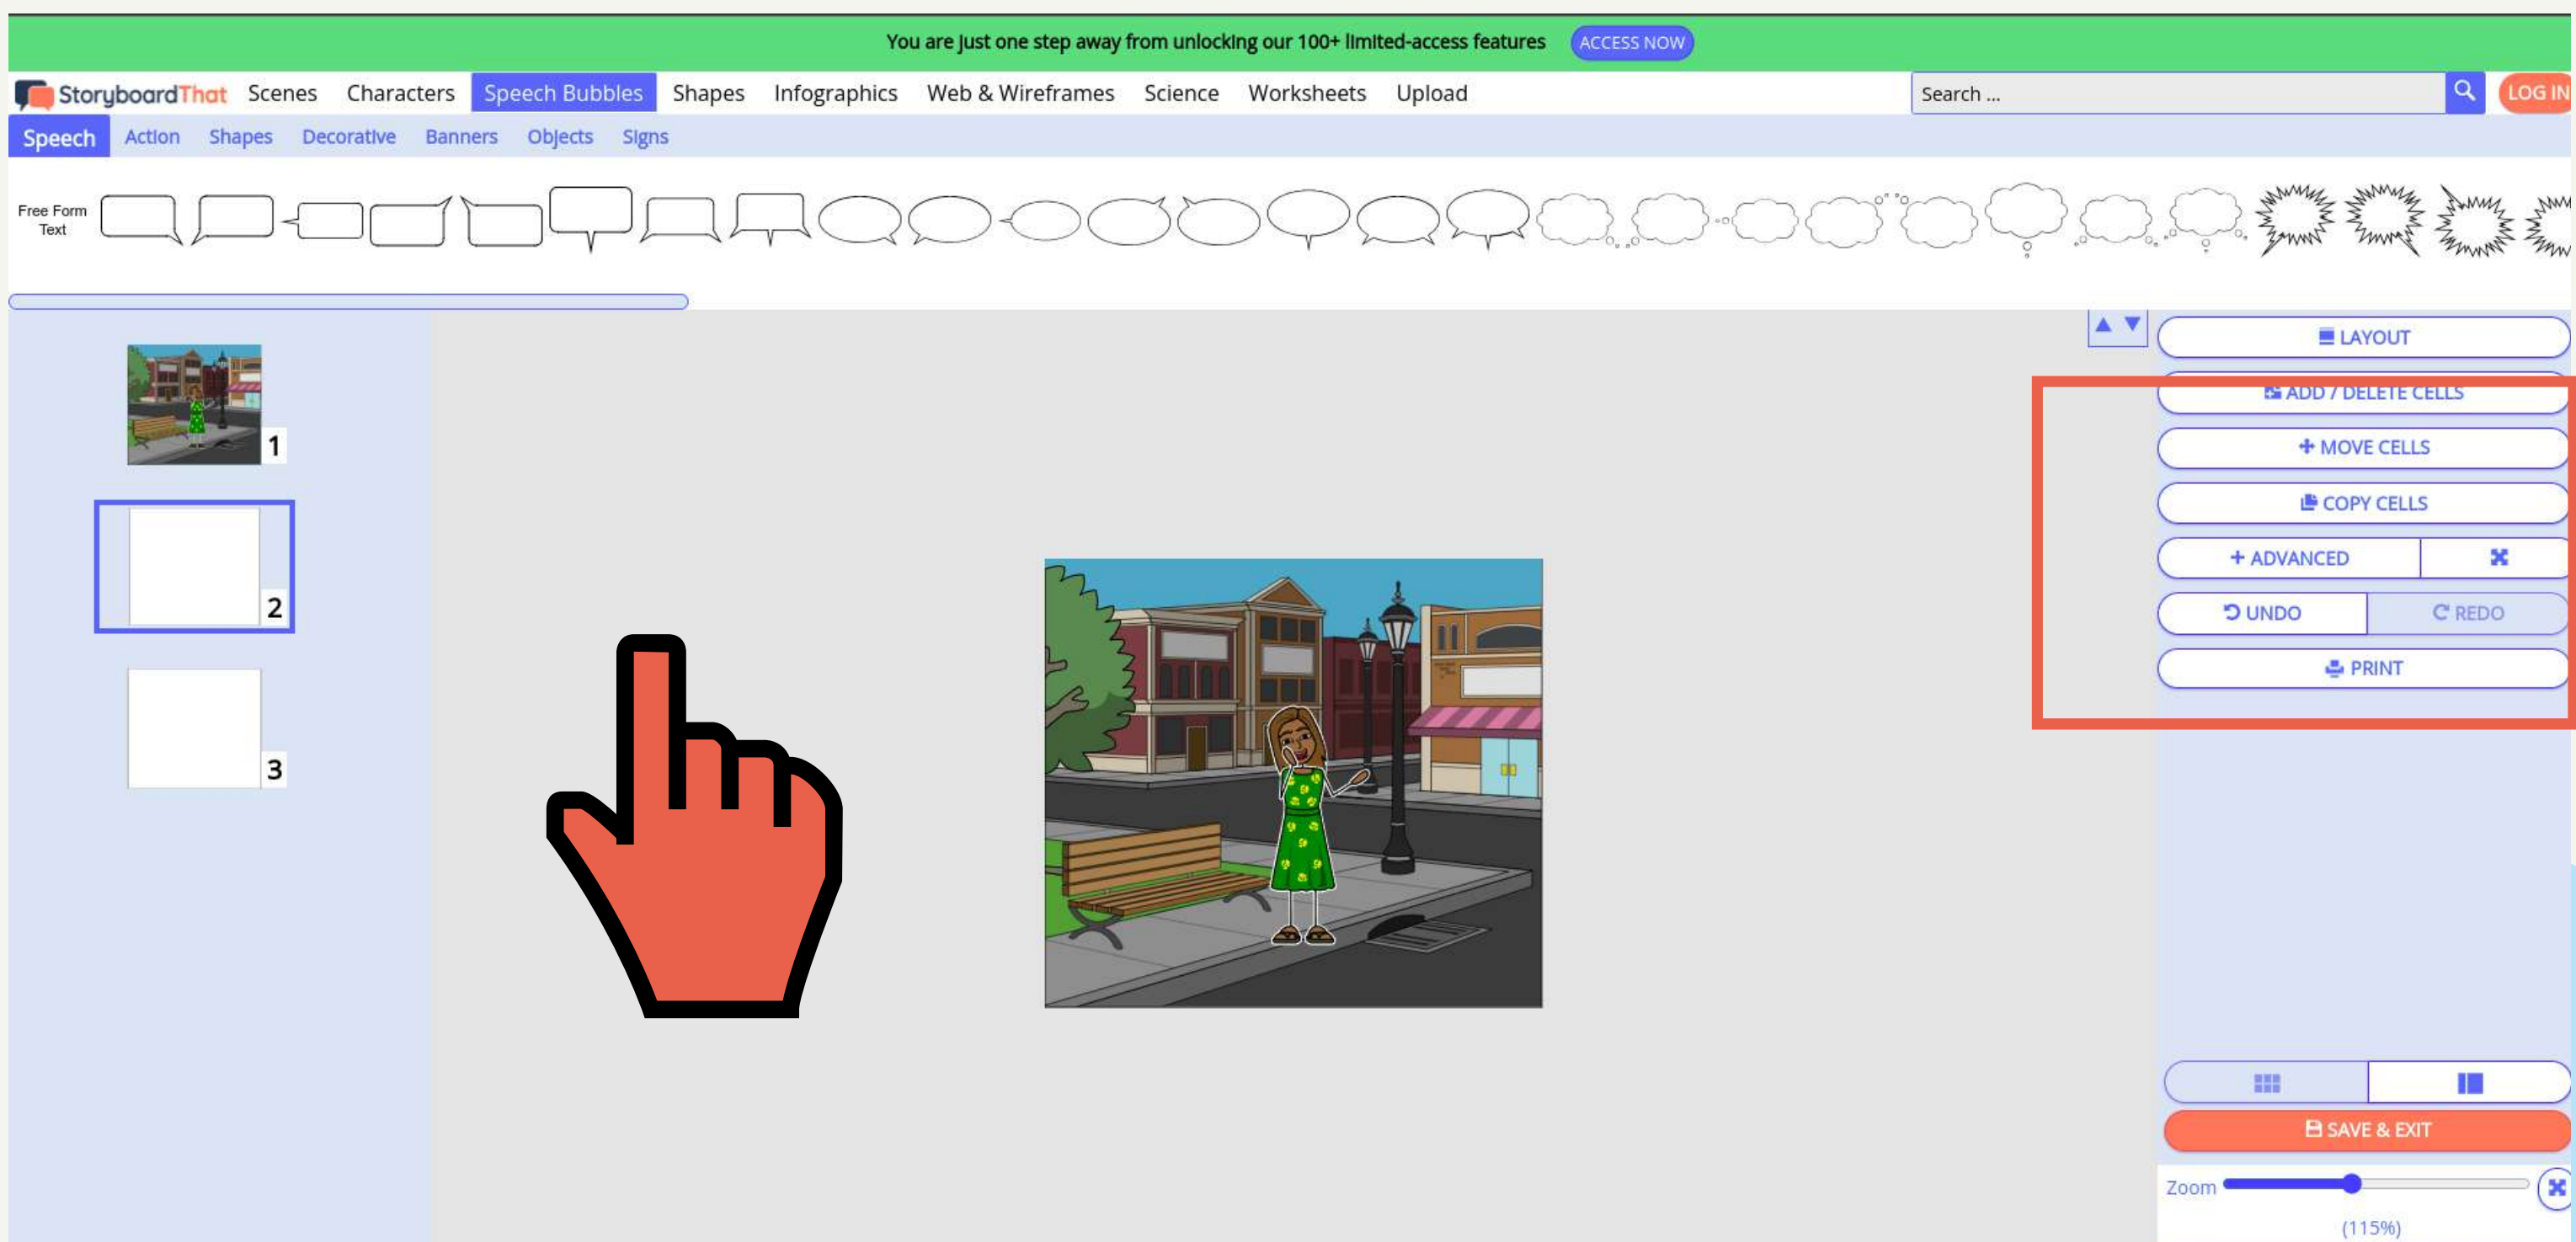 You are just one step away from unlocking our 100+ limited-access features ACCESS NOW
StoryboardThat Scenes Characters Speech Bubbles Shapes Infographics Web & Wireframes Science Worksheets Upload Search ... LOG IN
Speech Action Shapes Decorative Banners Objects Signs
Free Form
Text
1
2
3
LAYOUT
ADD / DELETE CELLS
MOVE CELLS
COPY CELLS
+ ADVANCED
UNDO REDO
PRINT
SAVE & EXIT
Zoom
(115%)